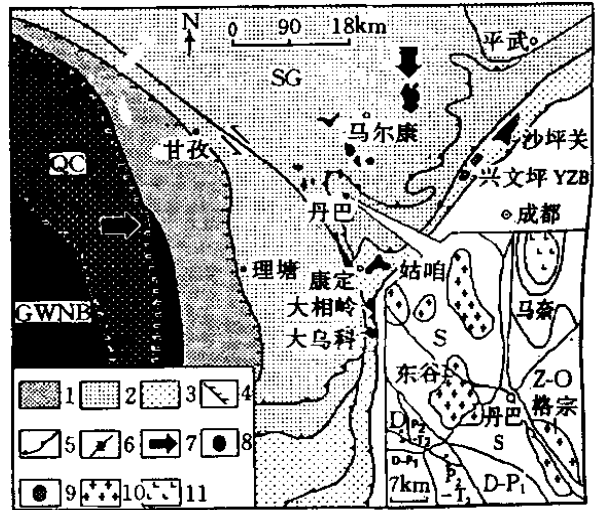 N
0 90 18km
平武
SG
马尔康
沙坪关
甘孜
QC
兴文坪 YZB
丹巴
成都
理塘
康定
姑咱
大相岭
马奈
GWNB
大乌科
S
东谷
Z-O
格宗
丹巴
S
D-P₁
D-P₁
7km
1 2 3 4
5 6 7 8
9 10 11